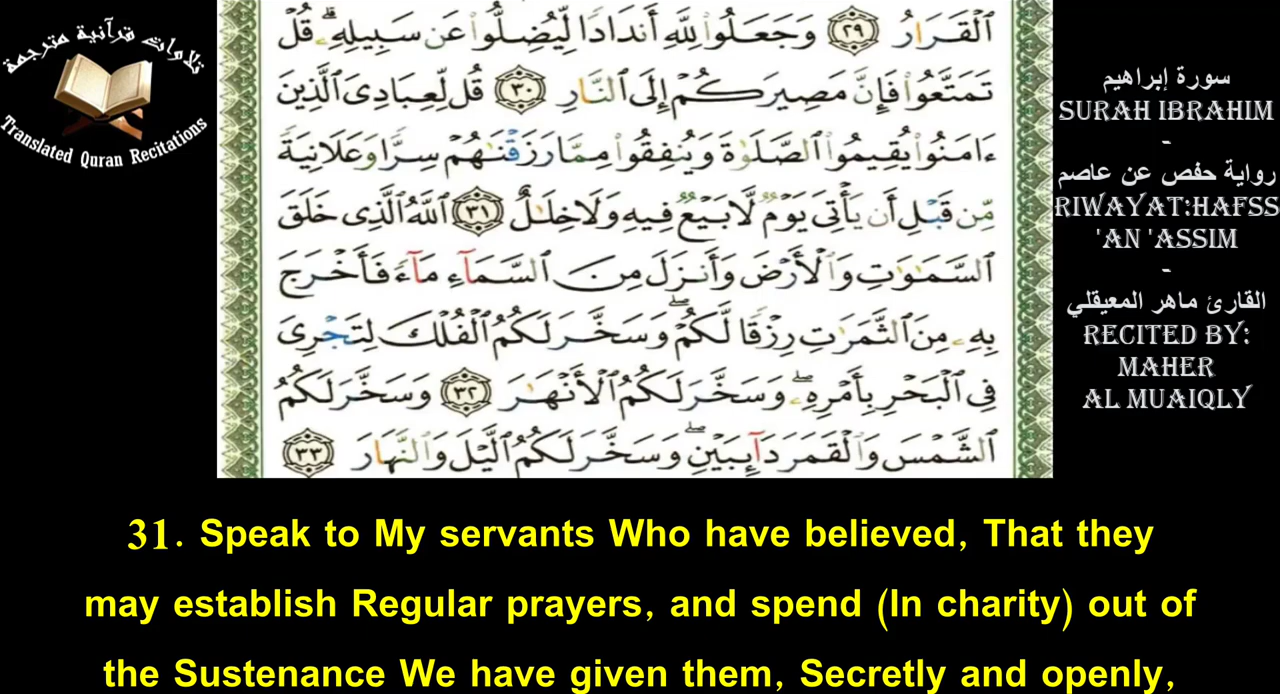 تلاوات قرآنية مترجمة
Translated Quran Recitations
ٱلۡقَرَارُ ٢٩ وَجَعَلُواْ لِلَّهِ أَندَادٗا لِّيُضِلُّواْ عَن سَبِيلِهِۦۗ قُلۡ
تَمَتَّعُواْ فَإِنَّ مَصِيرَكُمۡ إِلَى ٱلنَّارِ ٣٠ قُل لِّعِبَادِيَ ٱلَّذِينَ
ءَامَنُواْ يُقِيمُواْ ٱلصَّلَوٰةَ وَيُنفِقُواْ مِمَّا رَزَقۡنَٰهُمۡ سِرّٗا وَعَلَانِيَةٗ
مِّن قَبۡلِ أَن يَأۡتِيَ يَوۡمٞ لَّا بَيۡعٞ فِيهِ وَلَا خِلَٰلٌ ٣١ ٱللَّهُ ٱلَّذِي خَلَقَ
ٱلسَّمَٰوَٰتِ وَٱلۡأَرۡضَ وَأَنزَلَ مِنَ ٱلسَّمَآءِ مَآءٗ فَأَخۡرَجَ
بِهِۦ مِنَ ٱلثَّمَرَٰتِ رِزۡقٗا لَّكُمۡۖ وَسَخَّرَ لَكُمُ ٱلۡفُلۡكَ لِتَجۡرِيَ
فِي ٱلۡبَحۡرِ بِأَمۡرِهِۦۖ وَسَخَّرَ لَكُمُ ٱلۡأَنۡهَٰرَ ٣٢ وَسَخَّرَ لَكُمُ
ٱلشَّمۡسَ وَٱلۡقَمَرَ دَآئِبَيۡنِۖ وَسَخَّرَ لَكُمُ ٱلَّيۡلَ وَٱلنَّهَارَ ٣٣
سورة إبراهيم
SURAH IBRAHIM
-
رواية حفص عن عاصم
RIWAYAT:HAFSS
'AN 'ASSIM
-
القارئ ماهر المعيقلي
RECITED BY:
MAHER
AL MUAIQLY
31. Speak to My servants Who have believed, That they
may establish Regular prayers, and spend (In charity) out of
the Sustenance We have given them, Secretly and openly,